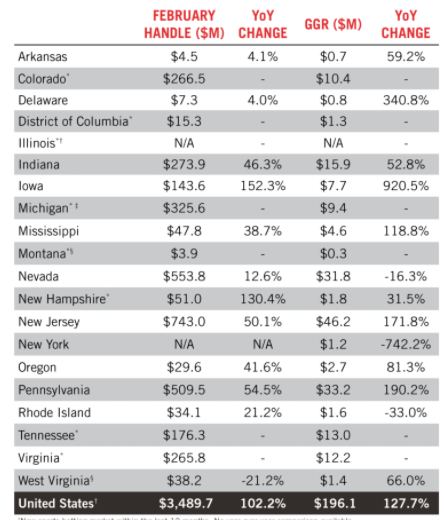 FEBRUARY HANDLE ($M) YoY CHANGE GGR ($M) YoY CHANGE
Arkansas $4.5 4.1% $0.7 59.2%
Colorado* $266.5 - $10.4 -
Delaware $7.3 4.0% $0.8 340.8%
District of Columbia* $15.3 - $1.3 -
Illinois*† N/A - N/A -
Indiana $273.9 46.3% $15.9 52.8%
Iowa $143.6 152.3% $7.7 920.5%
Michigan*‡ $325.6 - $9.4 -
Mississippi $47.8 38.7% $4.6 118.8%
Montana*§ $3.9 - $0.3 -
Nevada $553.8 12.6% $31.8 -16.3%
New Hampshire* $51.0 130.4% $1.8 31.5%
New Jersey $743.0 50.1% $46.2 171.8%
New York N/A N/A $1.2 -742.2%
Oregon $29.6 41.6% $2.7 81.3%
Pennsylvania $509.5 54.5% $33.2 190.2%
Rhode Island $34.1 21.2% $1.6 -33.0%
Tennessee* $176.3 - $13.0 -
Virginia* $265.8 - $12.2 -
West Virginia§ $38.2 -21.2% $1.4 66.0%
United States† $3,489.7 102.2% $196.1 127.7%